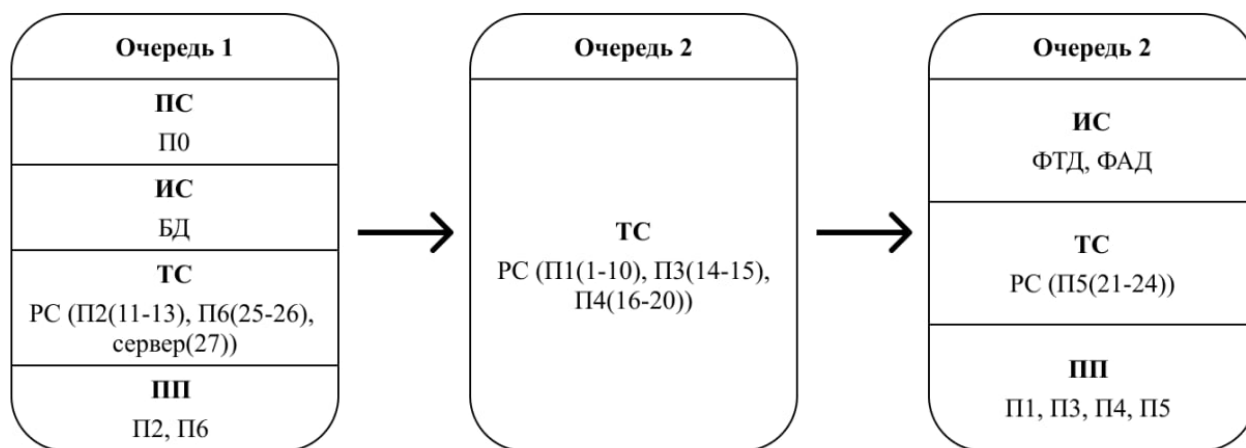 Очередь 1
ПС
П0
ИС
БД
ТС
РС (П2(11-13), П6(25-26),
сервер(27))
ПП
П2, П6
Очередь 2
ТС
РС (П1(1-10), П3(14-15),
П4(16-20))
Очередь 2
ИС
ФТД, ФАД
ТС
РС (П5(21-24))
ПП
П1, П3, П4, П5